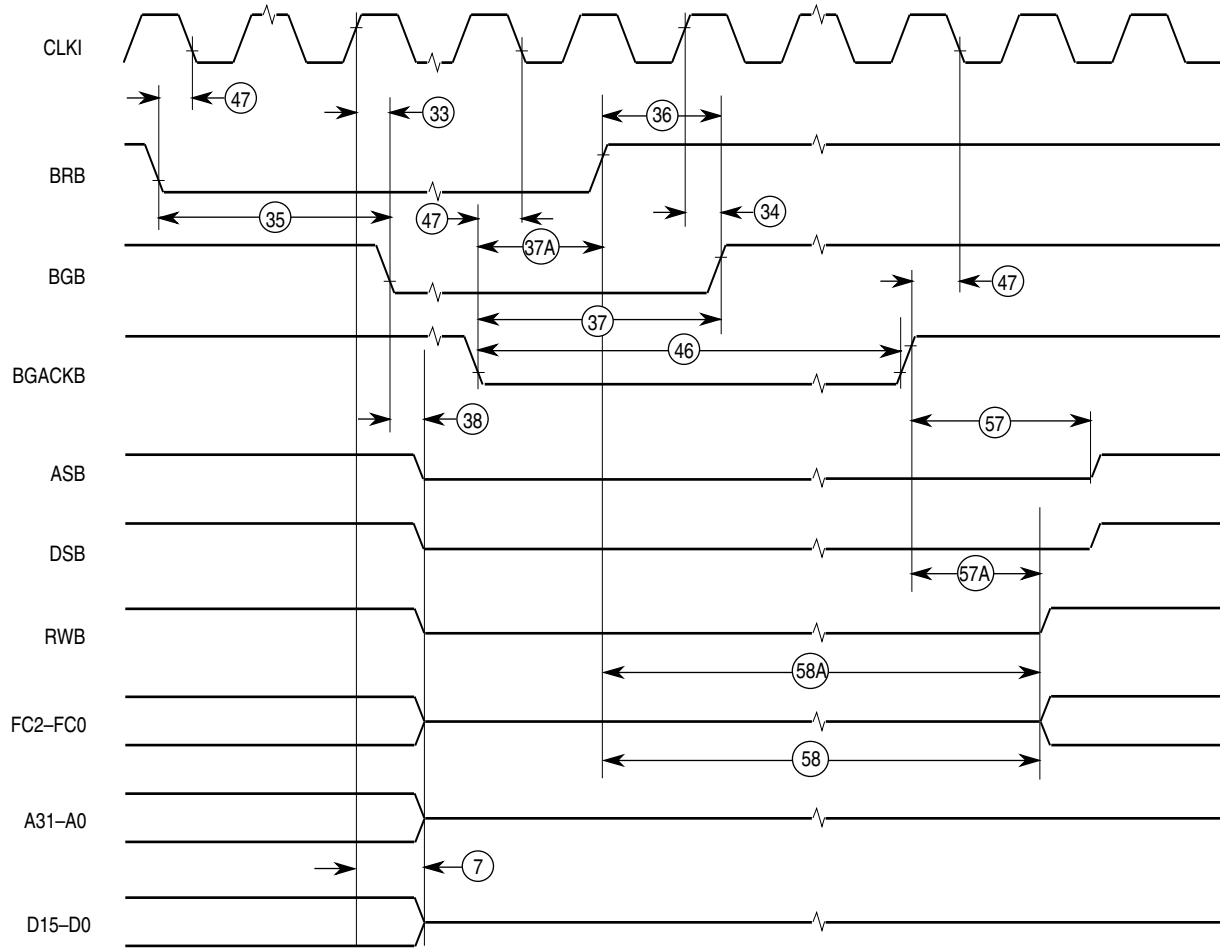 CLKI
47
33
36
BRB
35
47
34
37A
BGB
47
37
46
BGACKB
38
57
ASB
DSB
57A
RWB
58A
FC2–FC0
58
A31–A0
7
D15–D0